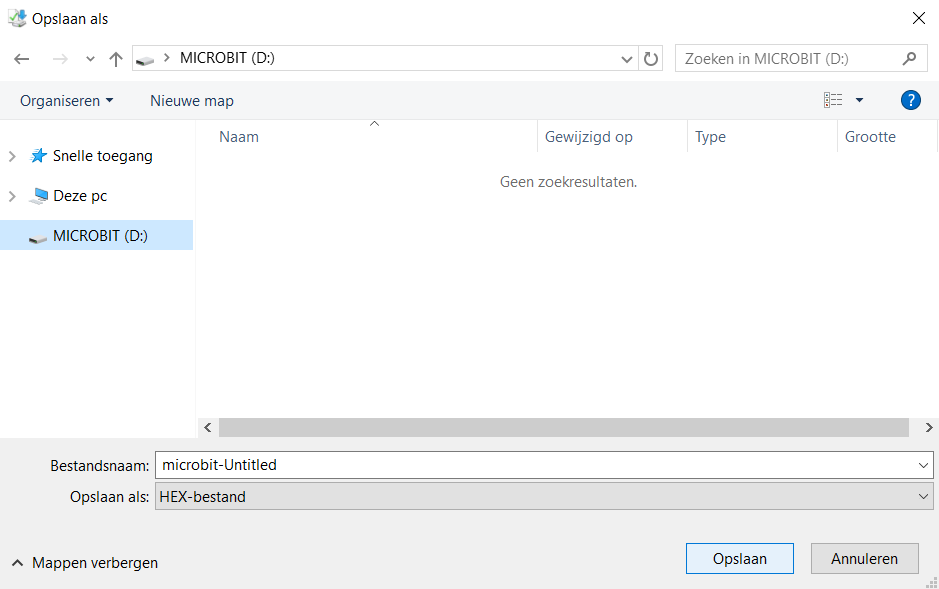 Opslaan als
MICROBIT (D:)
Zoeken in MICROBIT (D:)
Organiseren
Nieuwe map
?
Naam
Gewijzigd op
Type
Grootte
Snelle toegang
Geen zoekresultaten.
Deze pc
MICROBIT (D:)
Bestandsnaam: microbit-Untitled
Opslaan als: HEX-bestand
Mappen verbergen
Opslaan
Annuleren